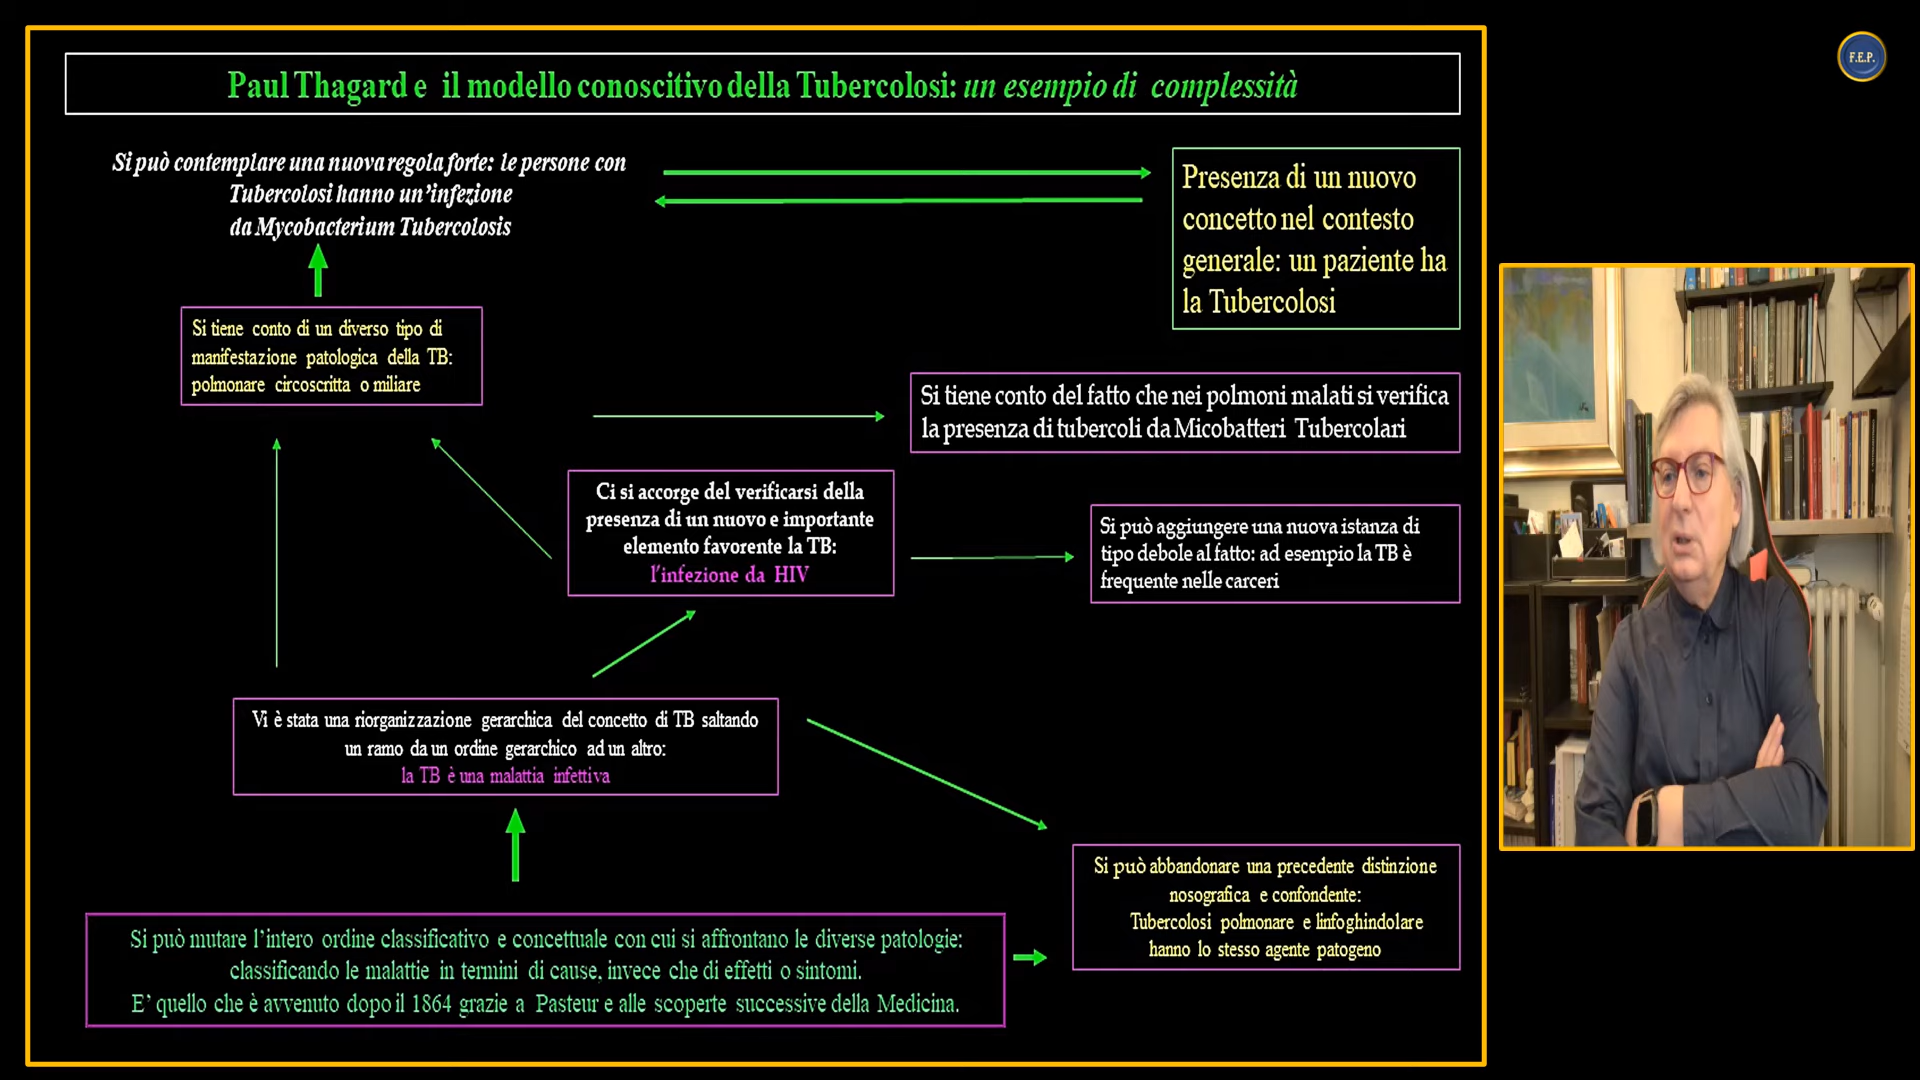 Paul Thagard e il modello conoscitivo della Tubercolosi: un esempio di complessità
F.E.P.
Si può contemplare una nuova regola forte: le persone con
Tubercolosi hanno un'infezione
da Mycobacterium Tubercolosis
Presenza di un nuovo
concetto nel contesto
generale: un paziente ha
la Tubercolosi
Si tiene conto di un diverso tipo di
manifestazione patologica della TB:
polmonare circoscritta o miliare
Si tiene conto del fatto che nei polmoni malati si verifica
la presenza di tubercoli da Micobatteri Tubercolari
Ci si accorge del verificarsi della
presenza di un nuovo e importante
elemento favorente la TB:
l'infezione da HIV
Si può aggiungere una nuova istanza di
tipo debole al fatto: ad esempio la TB è
frequente nelle carceri
Vi è stata una riorganizzazione gerarchica del concetto di TB saltando
un ramo da un ordine gerarchico ad un altro:
la TB è una malattia infettiva
Si può abbandonare una precedente distinzione
nosografica e confondente:
Tubercolosi polmonare e linfoghindolare
hanno lo stesso agente patogeno
Si può mutare l'intero ordine classificativo e concettuale con cui si affrontano le diverse patologie:
classificando le malattie in termini di cause, invece che di effetti o sintomi.
E' quello che è avvenuto dopo il 1864 grazie a Pasteur e alle scoperte successive della Medicina.